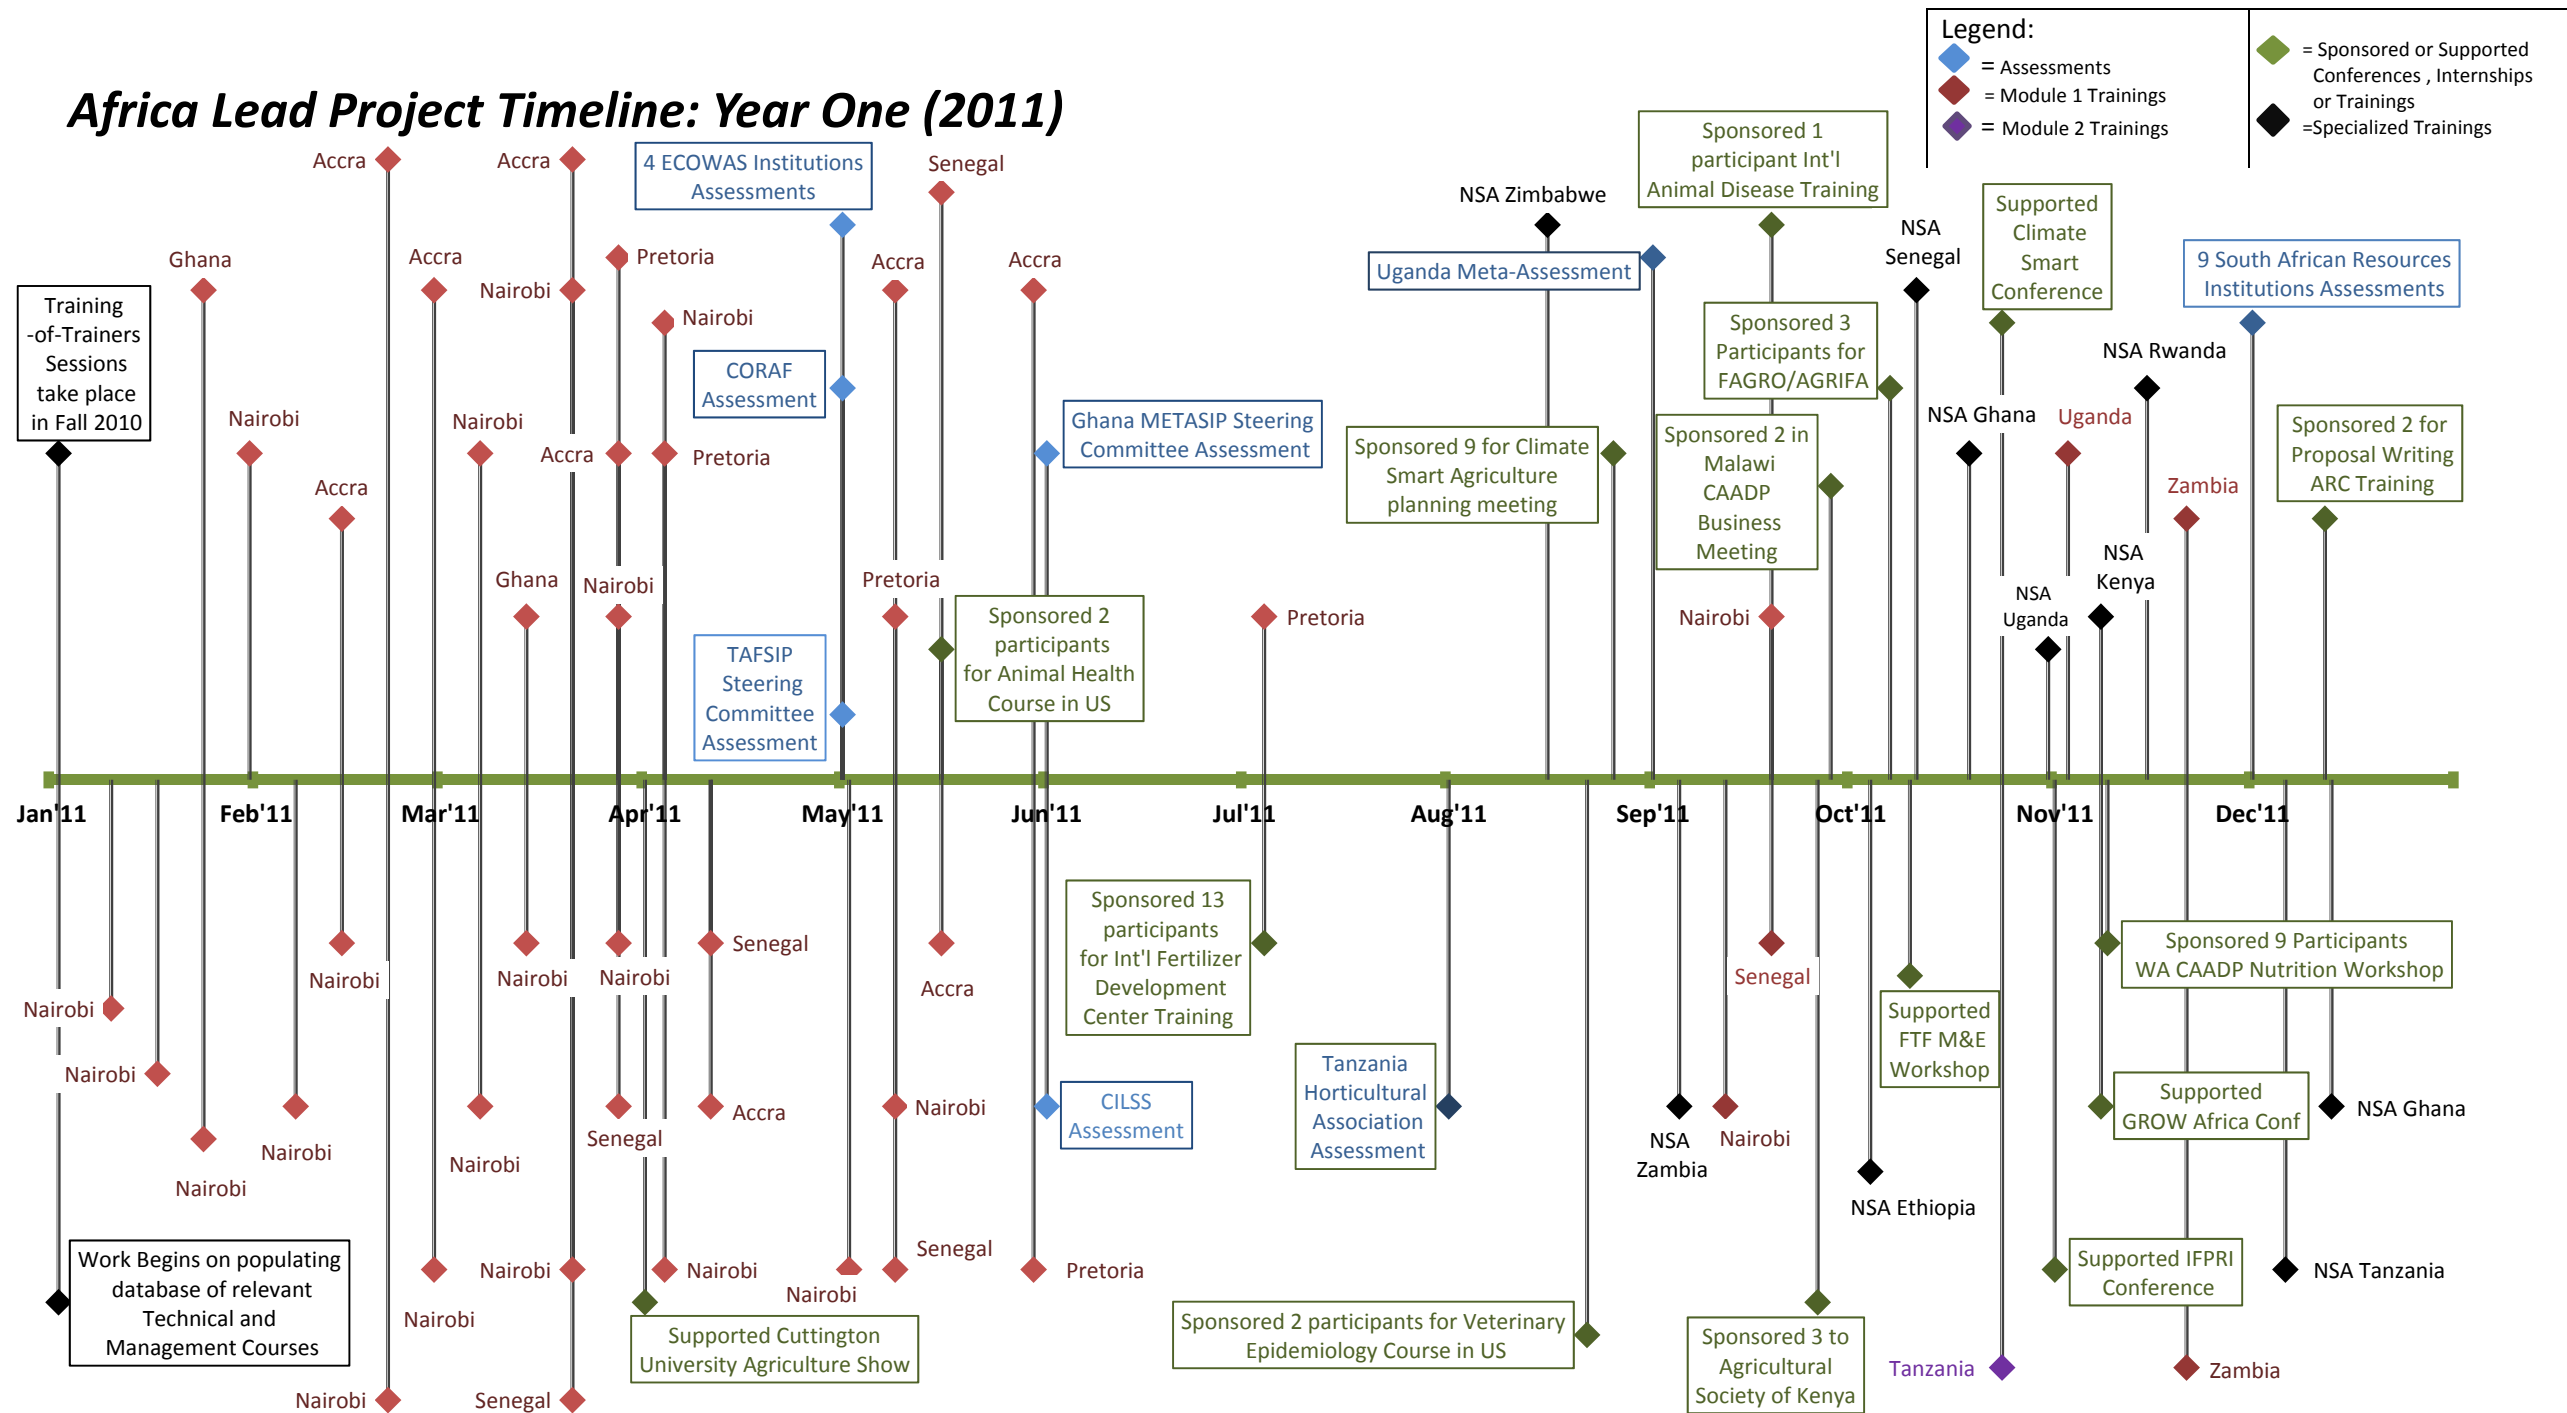 Legend:
= Assessments
= Module 1 Trainings
= Module 2 Trainings
= Sponsored or Supported
Conferences , Internships
or Trainings
=Specialized Trainings
Africa Lead Project Timeline: Year One (2011)
Accra
Accra
4 ECOWAS Institutions
Assessments
Senegal
NSA Zimbabwe
Sponsored 1
participant Int'l
Animal Disease Training
NSA
Senegal
Supported
Climate
Smart
Conference
Ghana
Accra
Nairobi
Pretoria
Accra
Accra
Uganda Meta-Assessment
9 South African Resources
Institutions Assessments
Training
-of-Trainers
Sessions
take place
in Fall 2010
Nairobi
Sponsored 3
Participants for
FAGRO/AGRIFA
NSA Rwanda
CORAF
Assessment
Nairobi
Nairobi
Accra
Pretoria
Ghana METASIP Steering
Committee Assessment
Sponsored 9 for Climate
Smart Agriculture
planning meeting
Sponsored 2 in
Malawi
CAADP
Business
Meeting
NSA Ghana
Uganda
Zambia
Sponsored 2 for
Proposal Writing
ARC Training
Accra
Ghana
Nairobi
Pretoria
NSA
Kenya
NSA
Uganda
Sponsored 2
participants
for Animal Health
Course in US
Pretoria
Nairobi
TAFSIP
Steering
Committee
Assessment
Jan'11
Feb'11
Mar'11
Apr'11
May'11
Jun'11
Jul'11
Aug'11
Sep'11
Oct'11
Nov'11
Dec'11
Nairobi
Nairobi
Nairobi
Nairobi
Nairobi
Senegal
Accra
Sponsored 13
participants
for Int'l Fertilizer
Development
Center Training
Senegal
Sponsored 9 Participants
WA CAADP Nutrition Workshop
Nairobi
Nairobi
Nairobi
Nairobi
Senegal
Accra
Nairobi
CILSS
Assessment
Tanzania
Horticultural
Association
Assessment
NSA
Zambia
Nairobi
Supported
FTF M&E
Workshop
Supported
GROW Africa Conf
NSA Ghana
NSA Ethiopia
Work Begins on populating
database of relevant
Technical and
Management Courses
Nairobi
Nairobi
Nairobi
Nairobi
Senegal
Pretoria
Supported IFPRI
Conference
NSA Tanzania
Supported Cuttington
University Agriculture Show
Sponsored 2 participants for Veterinary
Epidemiology Course in US
Sponsored 3 to
Agricultural
Society of Kenya
Tanzania
Zambia
Nairobi
Senegal